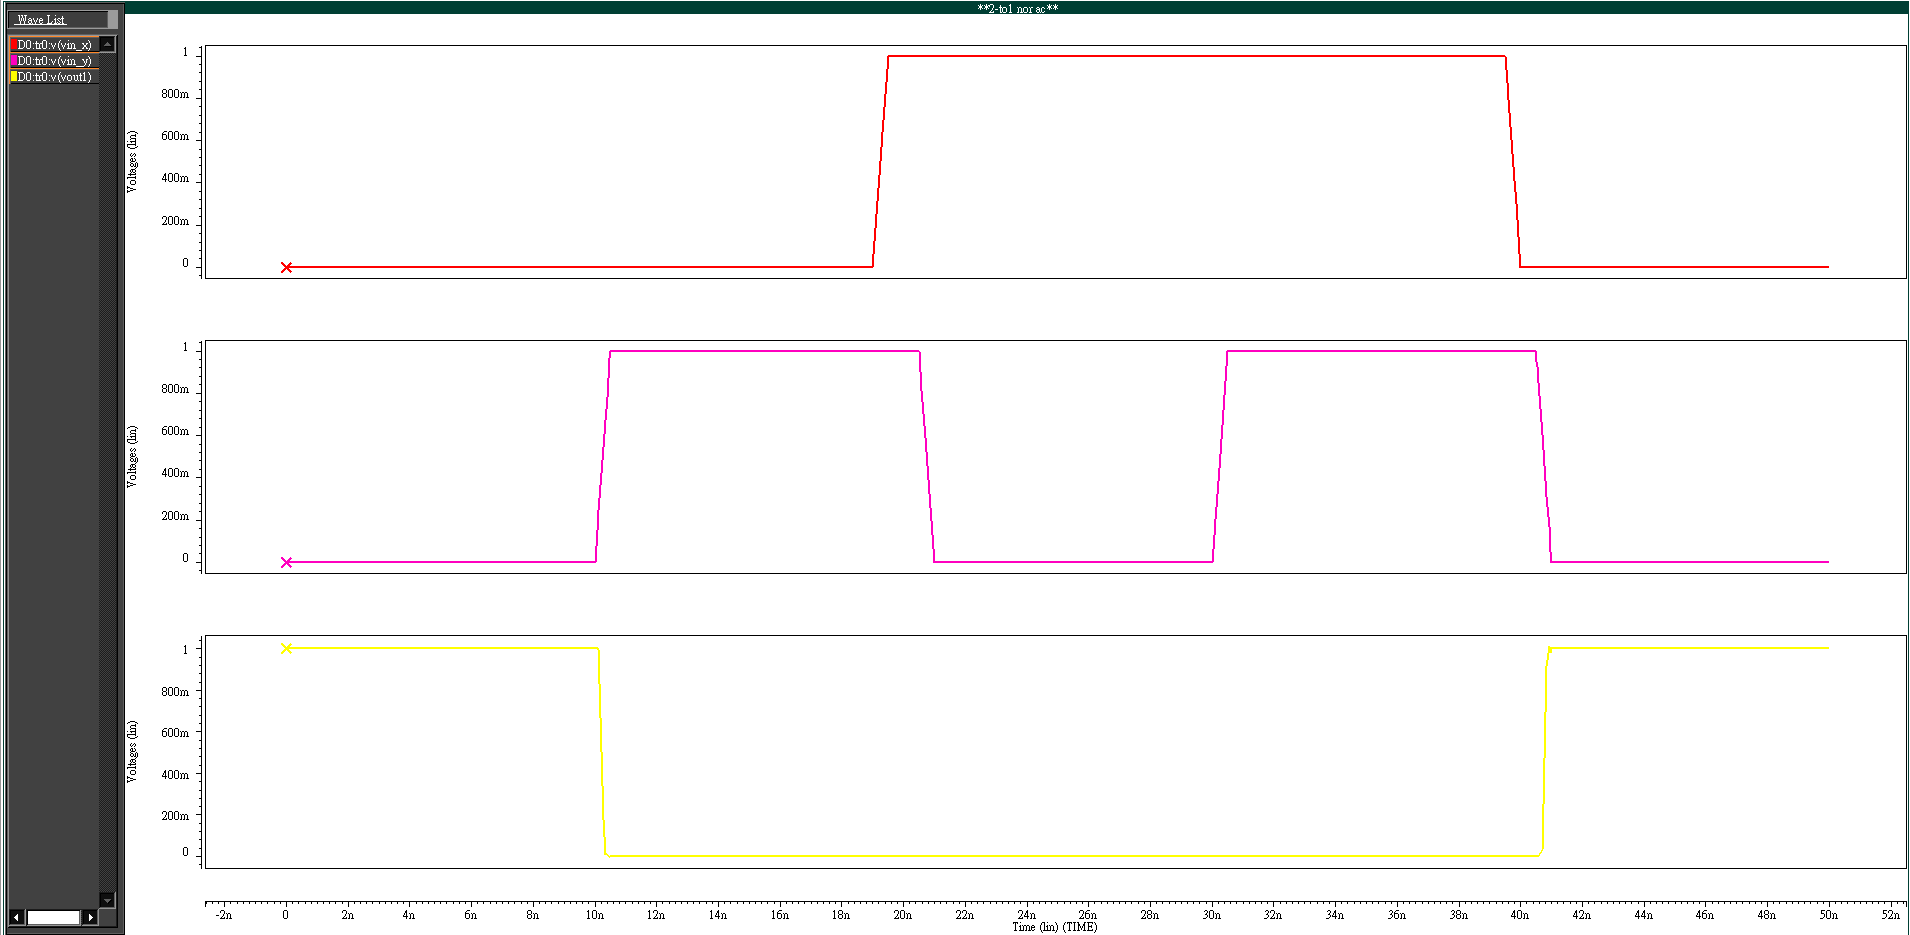 **2-to1 nor ac**
Wave List
D0:tr0:v(vin_x)
D0:tr0:v(vin_y)
D0:tr0:v(vout1)
Voltages (lin)
1
800m
600m
400m
200m
0
Voltages (lin)
1
800m
600m
400m
200m
0
Voltages (lin)
1
800m
600m
400m
200m
0
-2n 0 2n 4n 6n 8n 10n 12n 14n 16n 18n 20n 22n 24n 26n 28n 30n 32n 34n 36n 38n 40n 42n 44n 46n 48n 50n 52n
Time (lin) (TIME)